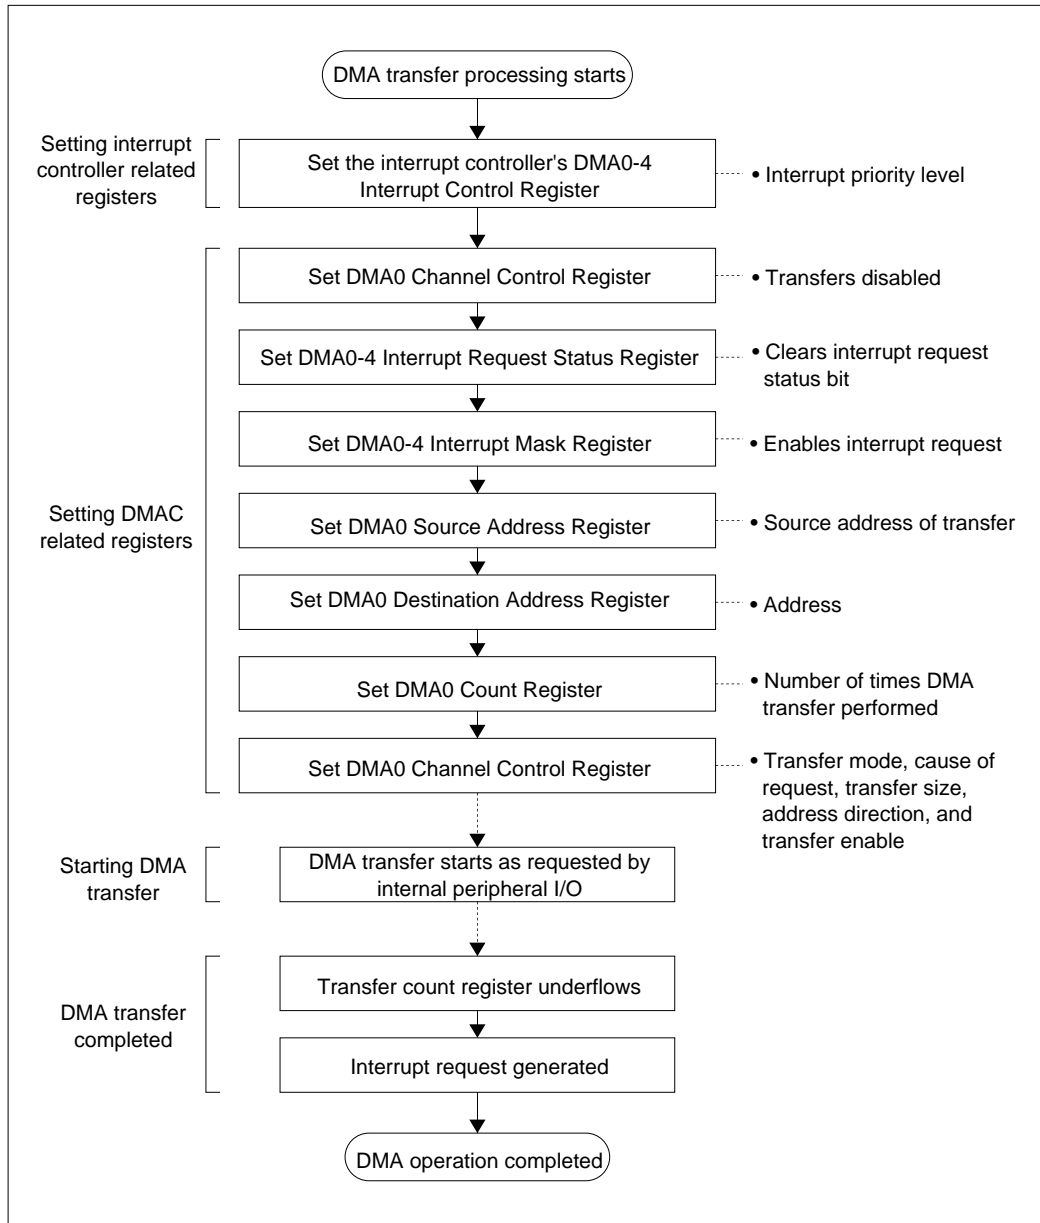 DMA transfer processing starts
Setting interrupt
controller related
registers
Set the interrupt controller's DMA0-4
Interrupt Control Register
• Interrupt priority level
Set DMA0 Channel Control Register
• Transfers disabled
Set DMA0-4 Interrupt Request Status Register
• Clears interrupt request
status bit
Set DMA0-4 Interrupt Mask Register
• Enables interrupt request
Setting DMAC
related registers
Set DMA0 Source Address Register
• Source address of transfer
Set DMA0 Destination Address Register
• Address
Set DMA0 Count Register
• Number of times DMA
transfer performed
Set DMA0 Channel Control Register
• Transfer mode, cause of
request, transfer size,
address direction, and
transfer enable
Starting DMA
transfer
DMA transfer starts as requested by
internal peripheral I/O
DMA transfer
completed
Transfer count register underflows
Interrupt request generated
DMA operation completed